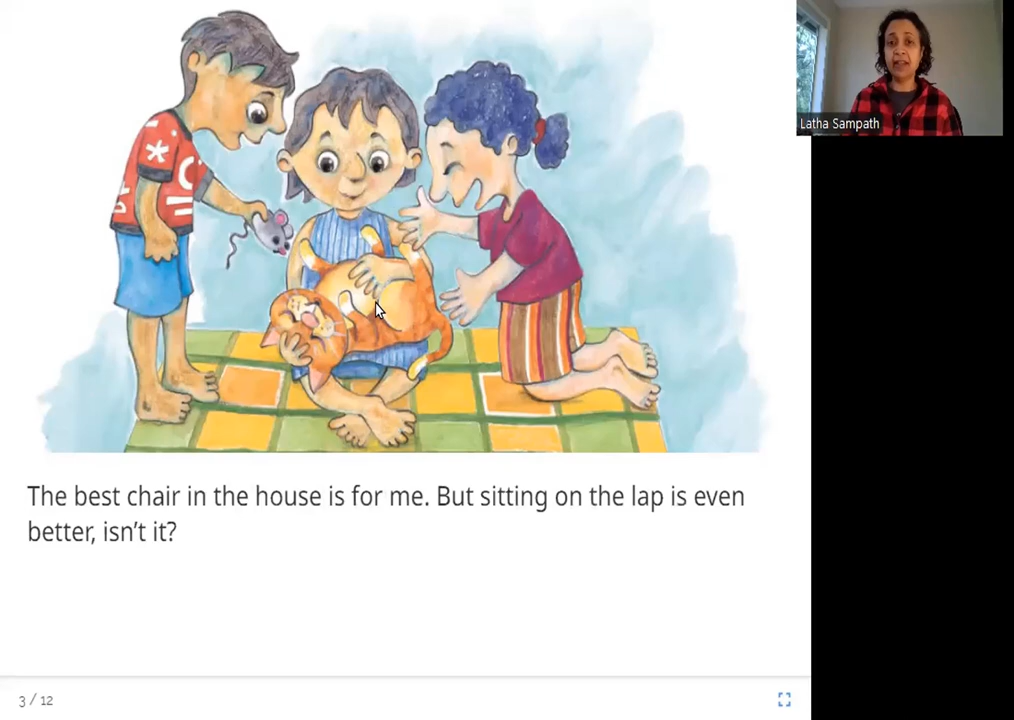 Latha Sampath
The best chair in the house is for me. But sitting on the lap is even
better, isn’t it?
3 / 12